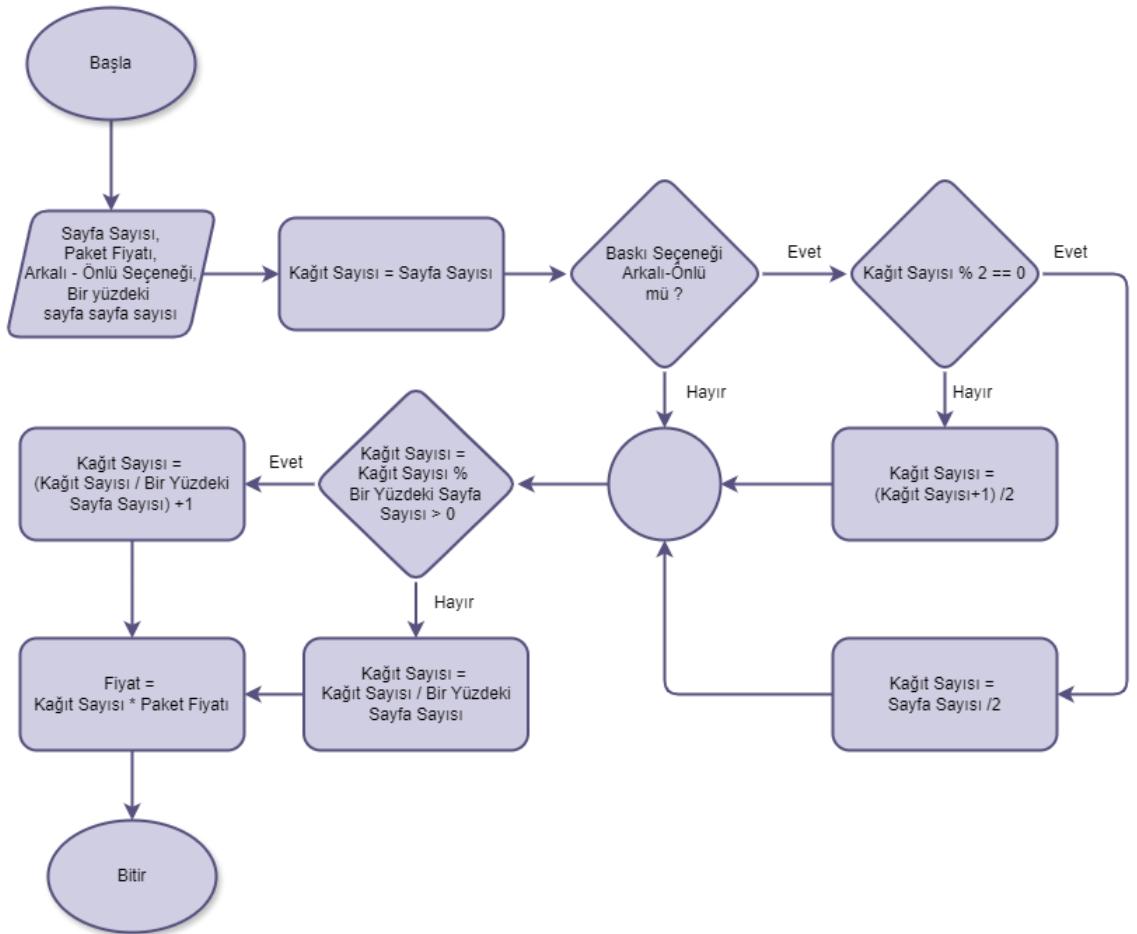 Başla
Sayfa Sayısı,
Paket Fiyatı,
Arkalı - Önlü Seçeneği,
Bir yüzdeki
sayfa sayfa sayısı
Kağıt Sayısı = Sayfa Sayısı
Baskı Seçeneği
Arkalı-Önlü
mü ?
Evet
Hayır
Kağıt Sayısı % 2 == 0
Evet
Hayır
Kağıt Sayısı =
(Kağıt Sayısı+1) /2
Kağıt Sayısı =
Sayfa Sayısı /2
Kağıt Sayısı =
Kağıt Sayısı %
Bir Yüzdeki Sayfa
Sayısı > 0
Evet
Hayır
Kağıt Sayısı =
(Kağıt Sayısı / Bir Yüzdeki
Sayfa Sayısı) +1
Kağıt Sayısı =
Kağıt Sayısı / Bir Yüzdeki
Sayfa Sayısı
Fiyat =
Kağıt Sayısı * Paket Fiyatı
Bitir